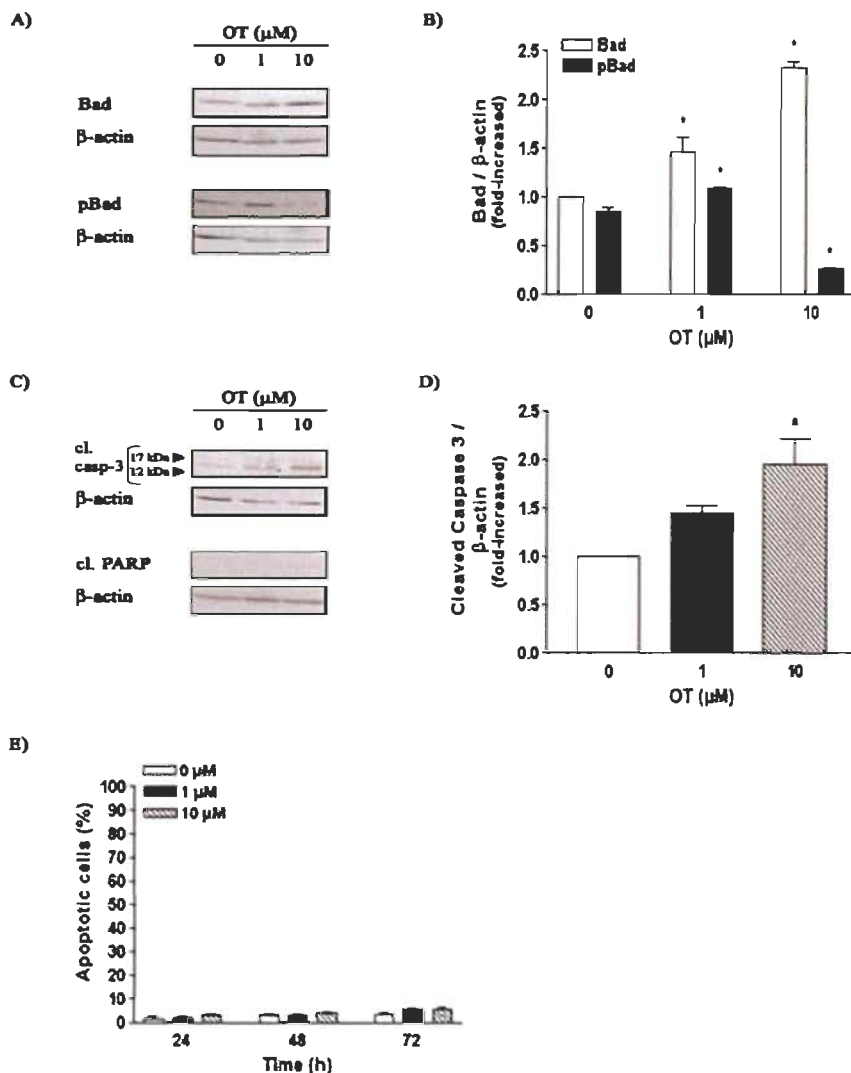 A)
OT (µM)
0 1 10
Bad
β-actin
pBad
β-actin
B)
Bad
pBad
Bad / β-actin
(fold-increased)
2.5
2.0
1.5
1.0
0.5
0.0
* * * *
0 1 10
OT (µM)
C)
OT (µM)
0 1 10
cl.
casp-3
17 kDa
12 kDa
β-actin
cl. PARP
β-actin
D)
Cleaved Caspase 3 /
β-actin
(fold-increased)
2.5
2.0
1.5
1.0
0.5
0.0
0 1 10
OT (µM)
E)
0 µM
1 µM
10 µM
Apoptotic cells (%)
100
90
80
70
60
50
40
30
20
10
0
24 48 72
Time (h)